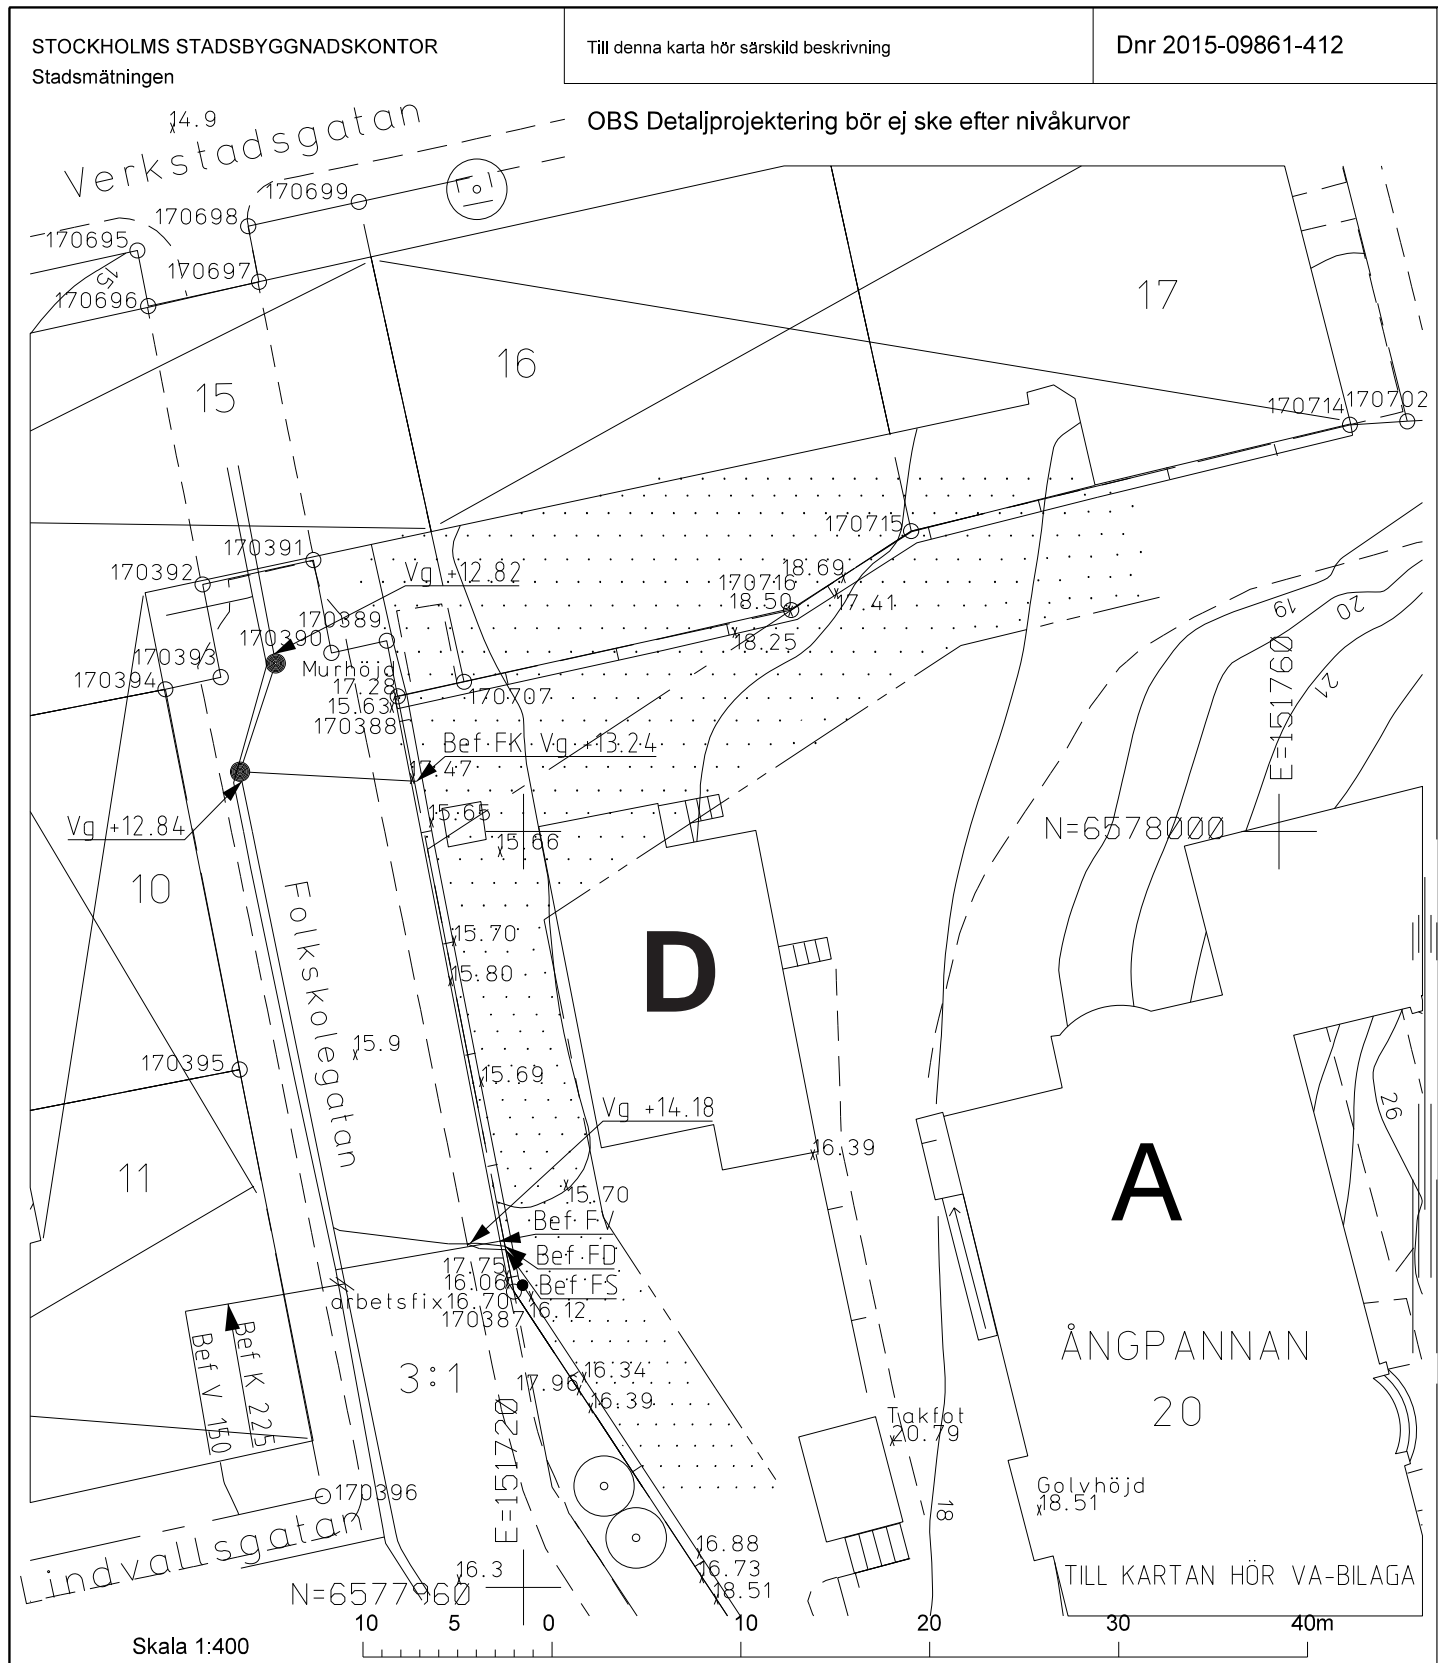 STOCKHOLMS STADSBYGGNADSKONTOR
Stadsmätningen
Till denna karta hör särskild beskrivning
Dnr 2015-09861-412
OBS Detaljprojektering bör ej ske efter nivåkurvor
14.9
Verkstadsgatan
170699
170698
170695
170697
15
170696
17
16
15
170714
170702
170715
170391
170392
Vg +12.82
18.69
170716
18.50
17.41
18.25
19
20
21
170389
170390
170393
Murhöjd
17.28
15.63
170394
170707
170388
E=151760
Bef FK Vg +13.24
17.47
15.65
15.66
Vg +12.84
N=6578000
10
Folkskolegatan
15.70
D
15.80
15.9
170395
15.69
Vg +14.18
26
16.39
A
11
15.70
Bef FV
Bef FD
17.75
16.06
Bef FS
arbetsfix16.70
16.12
170387
Bef K 225
Bef V 150
ÅNGPANNAN
20
3:1
16.34
17.96
16.39
E=151720
Takfot
20.79
Golvhöjd
18.51
170396
18
Lindvallsgatan
16.88
16.73
16.3
18.51
TILL KARTAN HÖR VA-BILAGA
N=6577960
10 5 0 10 20 30 40m
Skala 1:400